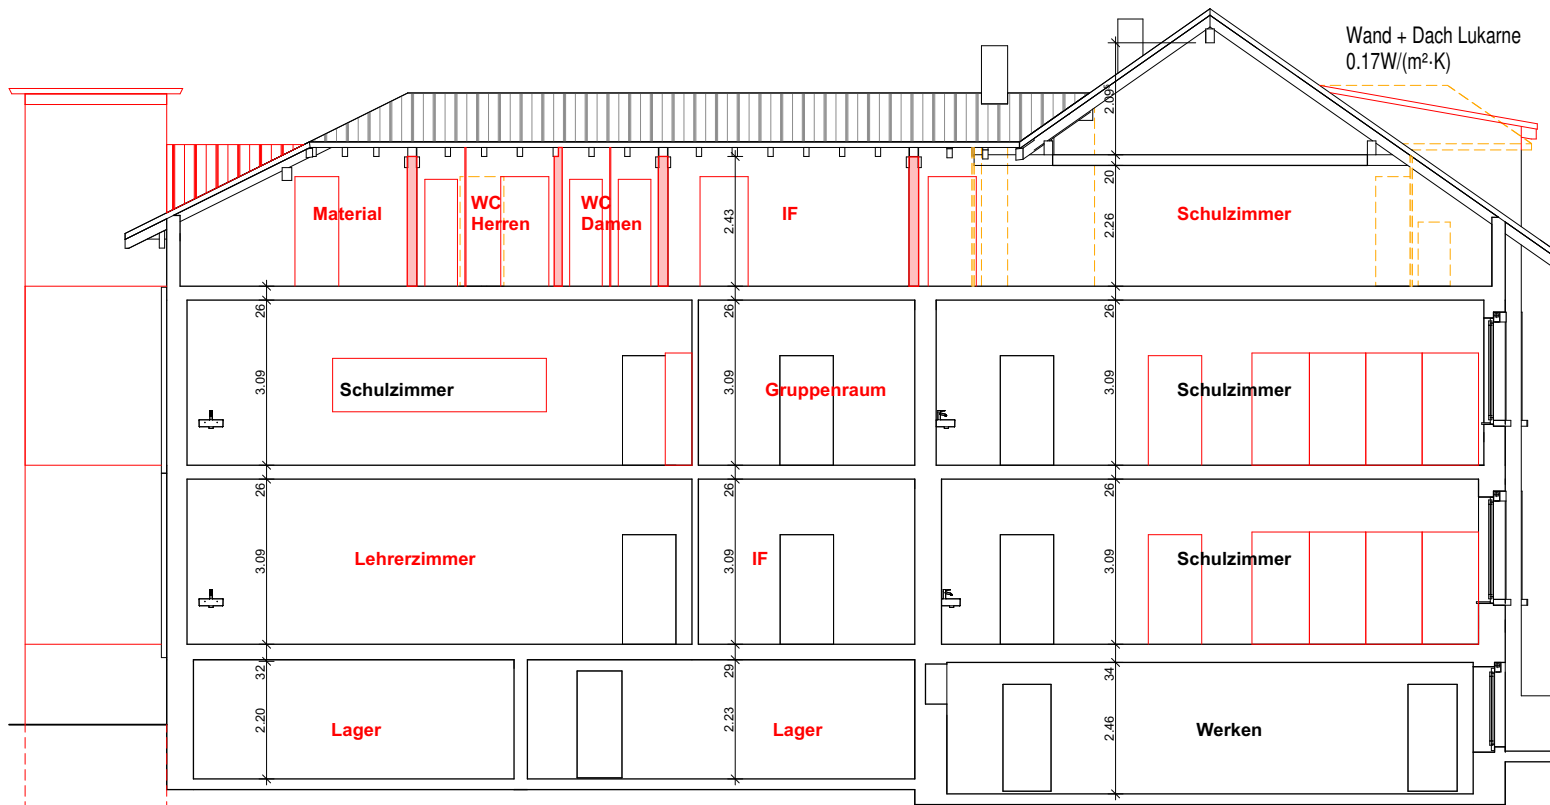 Wand + Dach Lukarne
0.17W/(m²·K)
2.09
20
Material
WC
Herren
WC
Damen
2.43
IF
2.26
Schulzimmer
26
26
26
3.09
Schulzimmer
3.09
Gruppenraum
3.09
Schulzimmer
26
26
26
3.09
Lehrerzimmer
3.09
IF
3.09
Schulzimmer
32
29
34
2.20
Lager
2.23
Lager
2.46
Werken